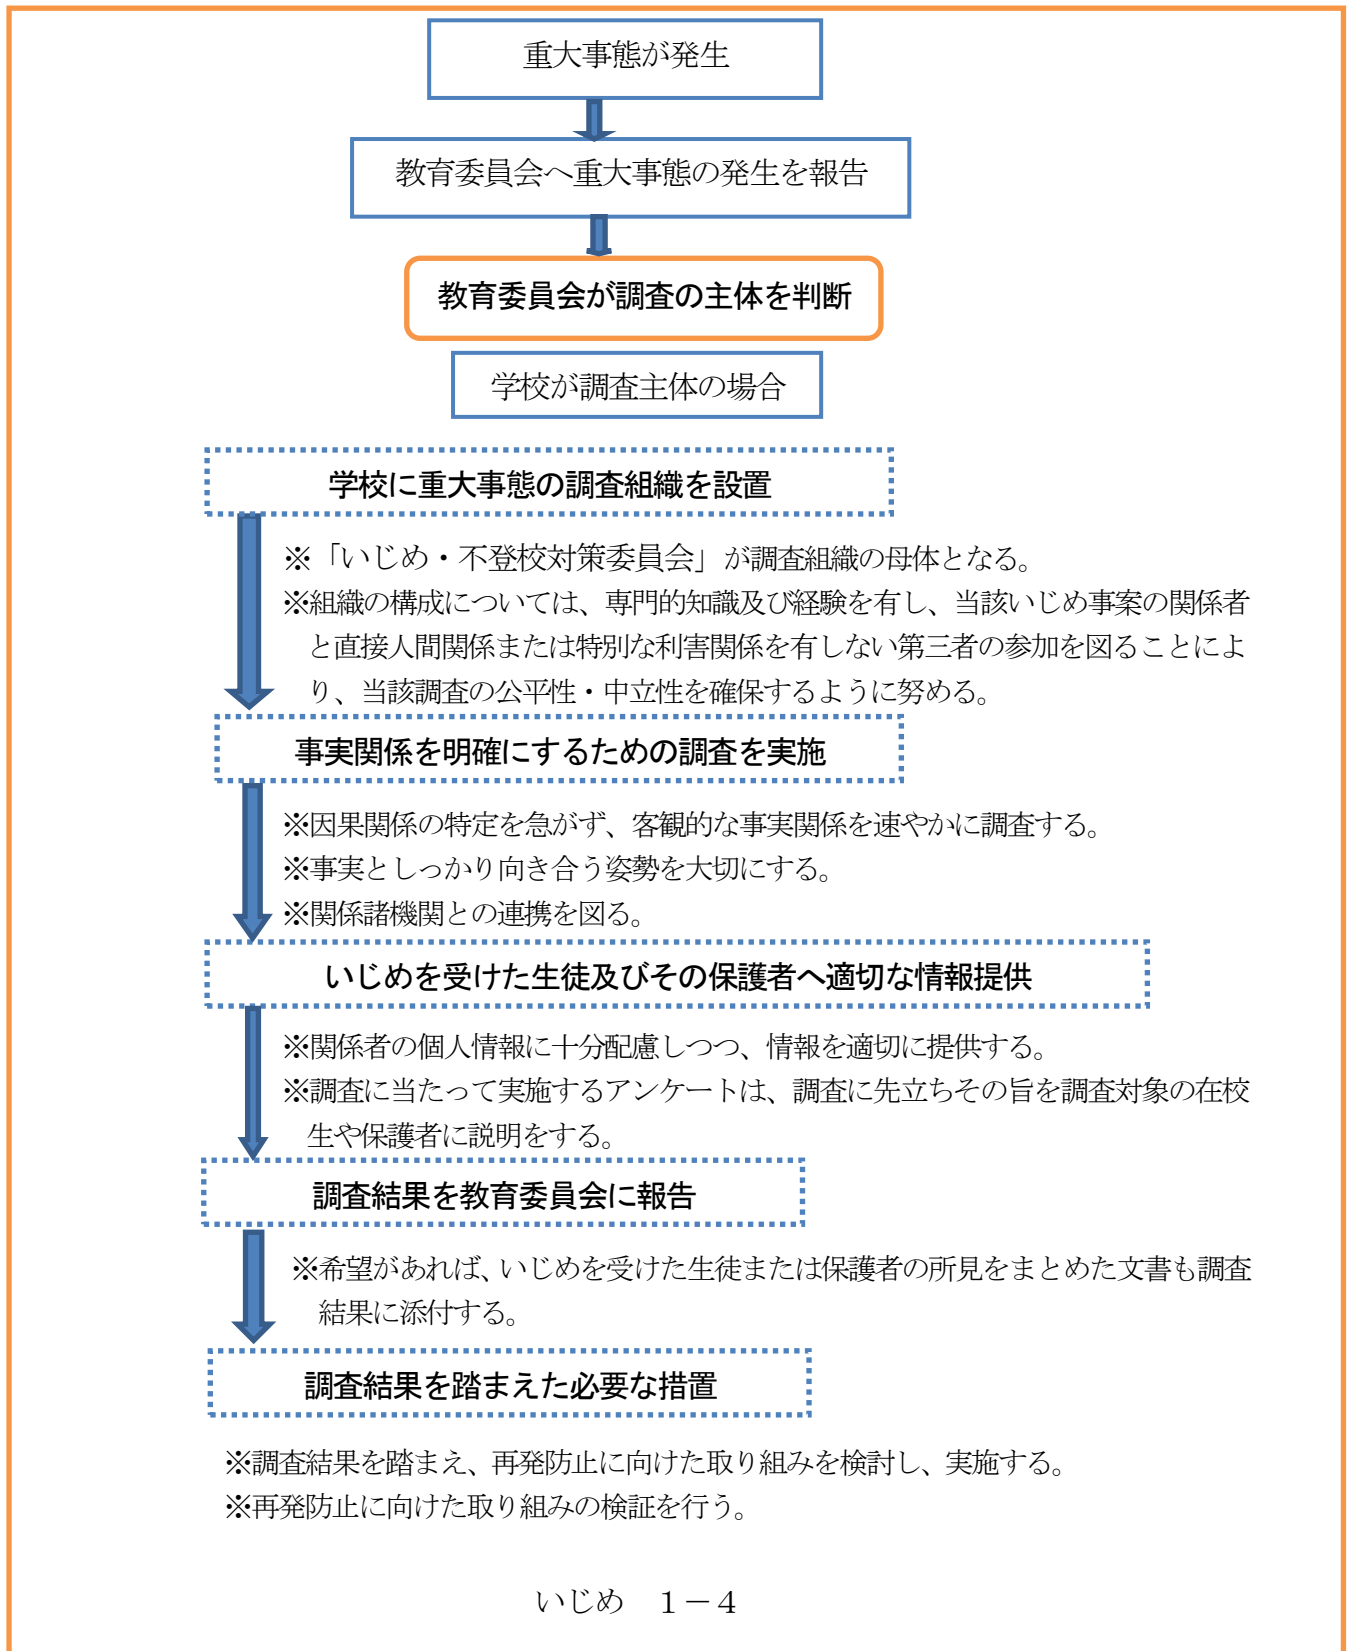 重大事態が発生
教育委員会へ重大事態の発生を報告
教育委員会が調査の主体を判断
学校が調査主体の場合
学校に重大事態の調査組織を設置
※「いじめ・不登校対策委員会」が調査組織の母体となる。
※組織の構成については、専門的知識及び経験を有し、当該いじめ事案の関係者
と直接人間関係または特別な利害関係を有しない第三者の参加を図ることによ
り、当該調査の公平性・中立性を確保するように努める。
事実関係を明確にするための調査を実施
※因果関係の特定を急がず、客観的な事実関係を速やかに調査する。
※事実としっかり向き合う姿勢を大切にする。
※関係諸機関との連携を図る。
いじめを受けた生徒及びその保護者へ適切な情報提供
※関係者の個人情報に十分配慮しつつ、情報を適切に提供する。
※調査に当たって実施するアンケートは、調査に先立ちその旨を調査対象の在校
生や保護者に説明をする。
調査結果を教育委員会に報告
※希望があれば、いじめを受けた生徒または保護者の所見をまとめた文書も調査
結果に添付する。
調査結果を踏まえた必要な措置
※調査結果を踏まえ、再発防止に向けた取り組みを検討し、実施する。
※再発防止に向けた取り組みの検証を行う。
いじめ　１－４